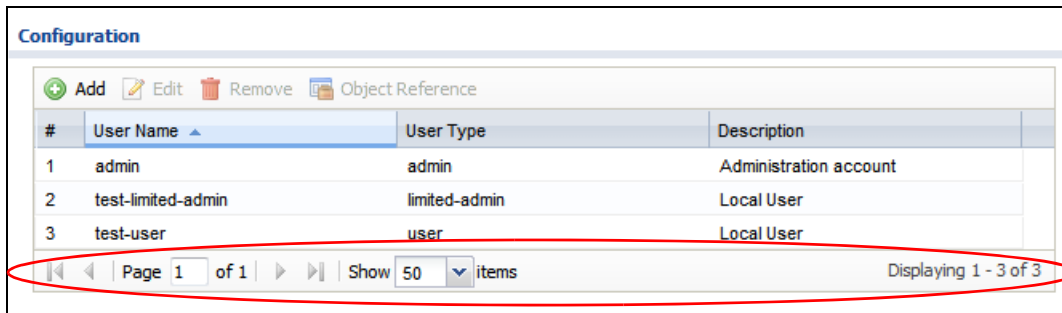 Configuration
Add Edit Remove Object Reference
# User Name User Type Description
1 admin admin Administration account
2 test-limited-admin limited-admin Local User
3 test-user user Local User
Page 1 of 1 Show 50 items Displaying 1 - 3 of 3